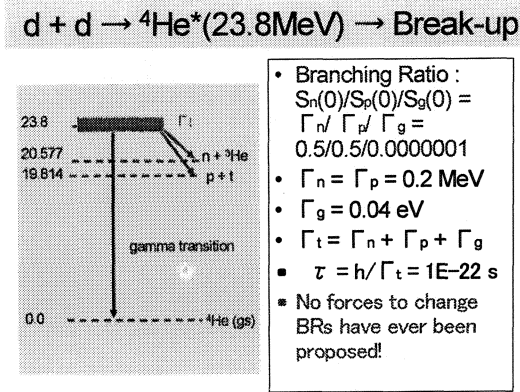 d + d → ⁴He*(23.8MeV) → Break-up
23.8
Γt
20.577
n + ³He
19.814
p + t
gamma transition
0.0
⁴He (gs)
• Branching Ratio :
Sn(0)/Sp(0)/Sg(0) =
Γn/ Γp/ Γg =
0.5/0.5/0.0000001
• Γn = Γp = 0.2 MeV
• Γg = 0.04 eV
• Γt = Γn + Γp + Γg
▪ τ = h/Γt = 1E-22 s
▪ No forces to change
BRs have ever been
proposed!